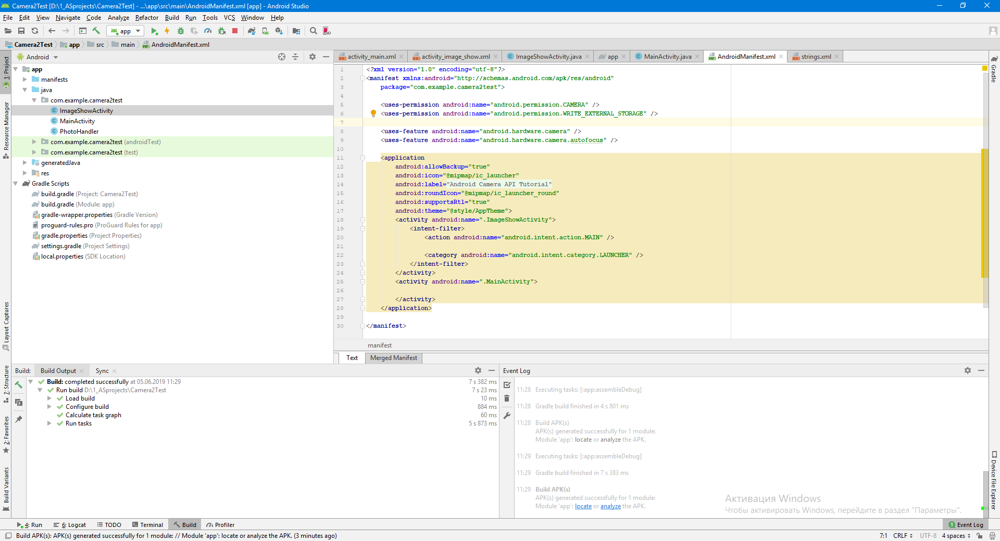 Camera2Test [D:\1_ASprojects\Camera2Test] - ...\app\src\main\AndroidManifest.xml [app] - Android Studio
File Edit View Navigate Code Analyze Refactor Build Run Tools VCS Window Help
app
Camera2Test app src main AndroidManifest.xml
1: Project
Resource Manager
Layout Captures
7: Structure
2: Favorites
Build Variants
Android
app
manifests
java
com.example.camera2test
ImageShowActivity
MainActivity
PhotoHandler
com.example.camera2test (androidTest)
com.example.camera2test (test)
generatedJava
res
Gradle Scripts
build.gradle (Project: Camera2Test)
build.gradle (Module: app)
gradle-wrapper.properties (Gradle Version)
proguard-rules.pro (ProGuard Rules for app)
gradle.properties (Project Properties)
settings.gradle (Project Settings)
local.properties (SDK Location)
activity_main.xml activity_image_show.xml ImageShowActivity.java app MainActivity.java AndroidManifest.xml strings.xml
1 <?xml version="1.0" encoding="utf-8"?>
2 <manifest xmlns:android="http://schemas.android.com/apk/res/android"
3 package="com.example.camera2test">
4
5 <uses-permission android:name="android.permission.CAMERA" />
6 <uses-permission android:name="android.permission.WRITE_EXTERNAL_STORAGE" />
7
8 <uses-feature android:name="android.hardware.camera" />
9 <uses-feature android:name="android.hardware.camera.autofocus" />
10
11 <application
12 android:allowBackup="true"
13 android:icon="@mipmap/ic_launcher"
14 android:label="Android Camera API Tutorial"
15 android:roundIcon="@mipmap/ic_launcher_round"
16 android:supportsRtl="true"
17 android:theme="@style/AppTheme">
18 <activity android:name=".ImageShowActivity">
19 <intent-filter>
20 <action android:name="android.intent.action.MAIN" />
21
22 <category android:name="android.intent.category.LAUNCHER" />
23 </intent-filter>
24 </activity>
25 <activity android:name=".MainActivity">
26
27 </activity>
28 </application>
29
30 </manifest>
manifest
Text Merged Manifest
Gradle
Device File Explorer
Build: Build Output Sync
Build: completed successfully at 05.06.2019 11:29 7 s 382 ms
Run build D:\1_ASprojects\Camera2Test 7 s 23 ms
Load build 10 ms
Configure build 884 ms
Calculate task graph 60 ms
Run tasks 5 s 873 ms
Event Log
11:28 Executing tasks: [:app:assembleDebug]
11:28 Gradle build finished in 4 s 801 ms
11:28 Build APK(s)
APK(s) generated successfully for 1 module:
Module 'app': locate or analyze the APK.
11:29 Executing tasks: [:app:assembleDebug]
11:29 Gradle build finished in 7 s 383 ms
11:29 Build APK(s)
APK(s) generated successfully for 1 module:
Module 'app': locate or analyze the APK.
Активация Windows
Чтобы активировать Windows, перейдите в раздел "Параметры".
4: Run 6: Logcat TODO Terminal Build Profiler 1 Event Log
Build APK(s): APK(s) generated successfully for 1 module: // Module 'app': locate or analyze the APK. (3 minutes ago) 7:1 CRLF UTF-8 4 spaces